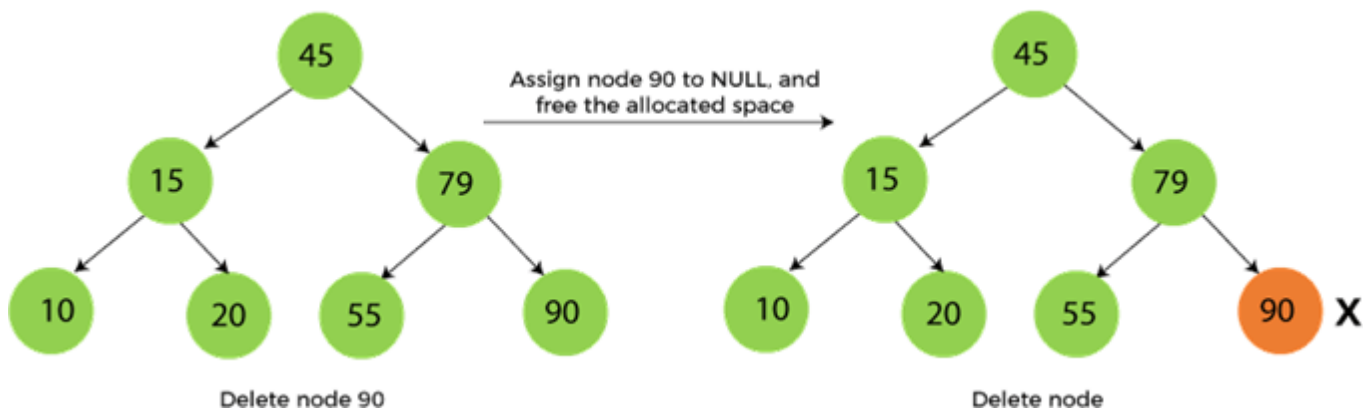 45
45
Assign node 90 to NULL, and
free the allocated space
15
79
15
79
10
20
55
90
10
20
55
90
X
Delete node 90
Delete node